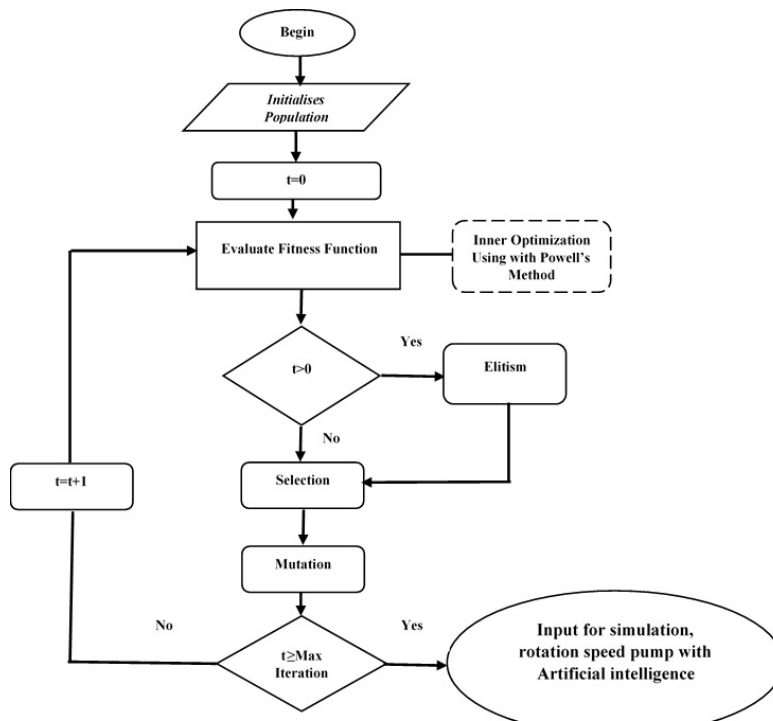 Begin
Initialises
Population
t=0
Evaluate Fitness Function
Inner Optimization
Using with Powell's
Method
Yes
t>0
Elitism
No
t=t+1
Selection
Mutation
No
Yes
t≥Max
Iteration
Input for simulation,
rotation speed pump with
Artificial intelligence